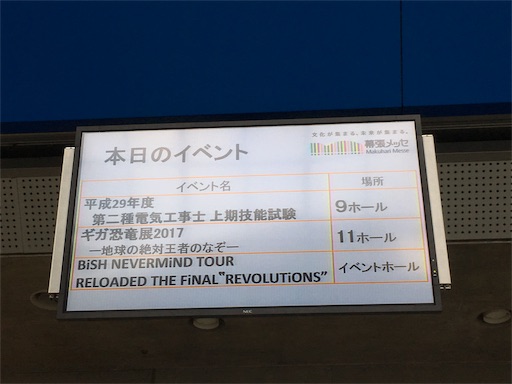 文化が集まる。未来が集まる。
幕張メッセ
Makuhari Messe
本日のイベント
イベント名 場所
平成29年度
第二種電気工事士 上期技能試験 9ホール
ギガ恐竜展2017
―地球の絶対王者のなぞ― 11ホール
BiSH NEVERMiND TOUR
RELOADED THE FiNAL "REVOLUTiONS" イベントホール
NEC